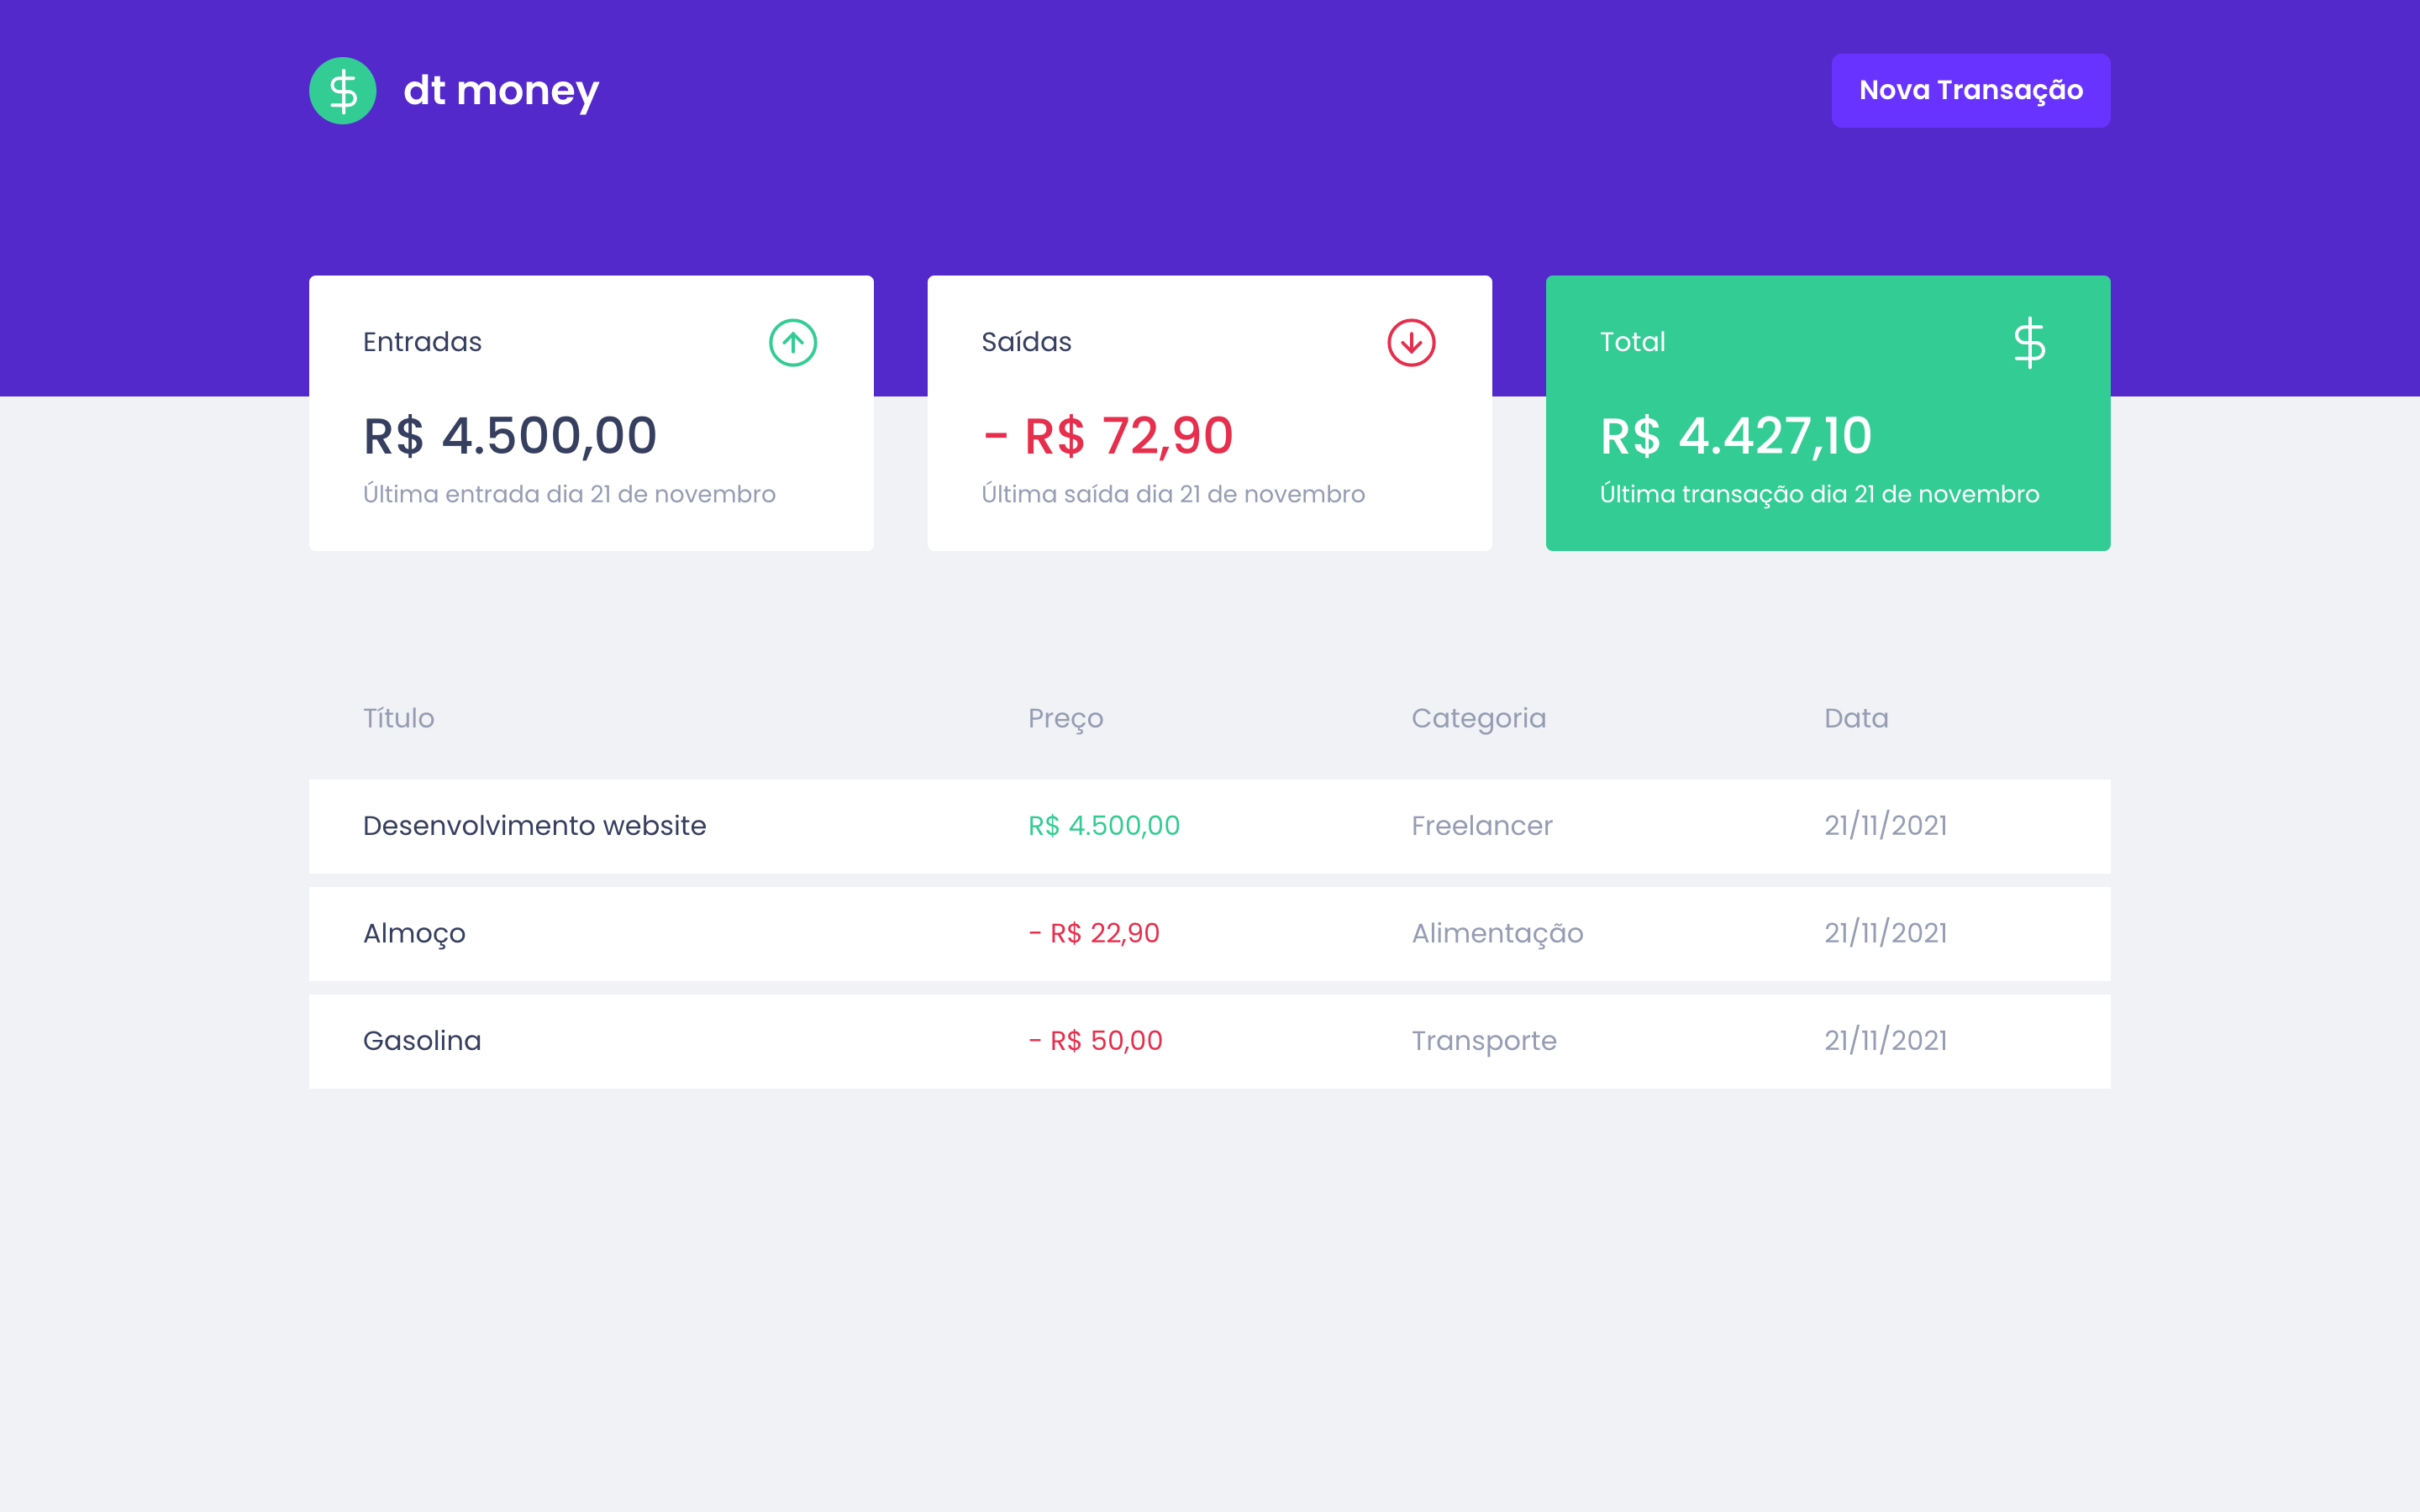 dt money
Nova Transação
Entradas
R$ 4.500,00
Última entrada dia 21 de novembro
Saídas
- R$ 72,90
Última saída dia 21 de novembro
Total
$
R$ 4.427,10
Última transação dia 21 de novembro
Título Preço Categoria Data
Desenvolvimento website R$ 4.500,00 Freelancer 21/11/2021
Almoço - R$ 22,90 Alimentação 21/11/2021
Gasolina - R$ 50,00 Transporte 21/11/2021